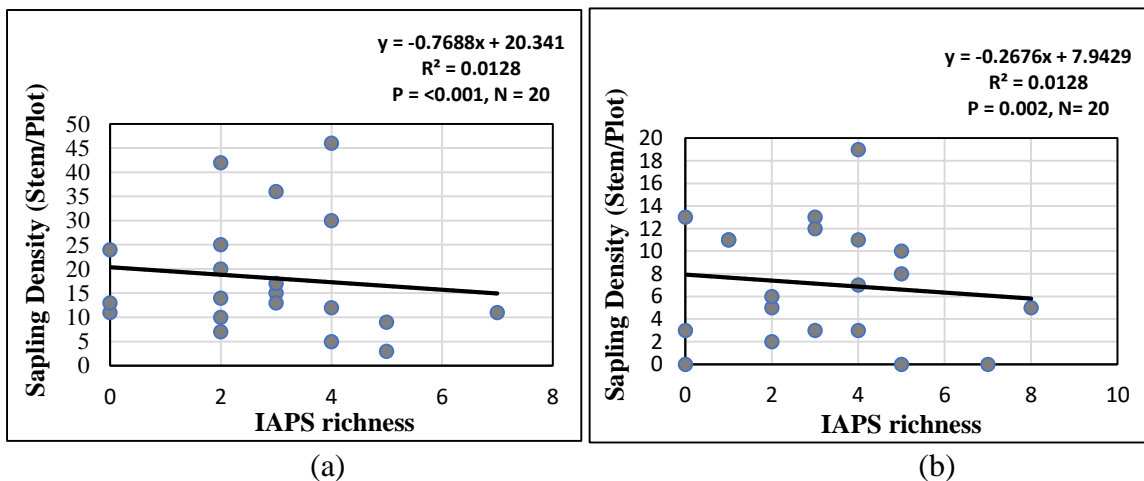 y = -0.7688x + 20.341
R² = 0.0128
P = <0.001, N = 20
50
45
40
35
30
25
20
15
10
5
0
0 2 4 6 8
Sapling Density (Stem/Plot)
IAPS richness
(a)
y = -0.2676x + 7.9429
R² = 0.0128
P = 0.002, N= 20
20
18
16
14
12
10
8
6
4
2
0
0 2 4 6 8 10
Sapling Density (Stem/Plot)
IAPS richness
(b)